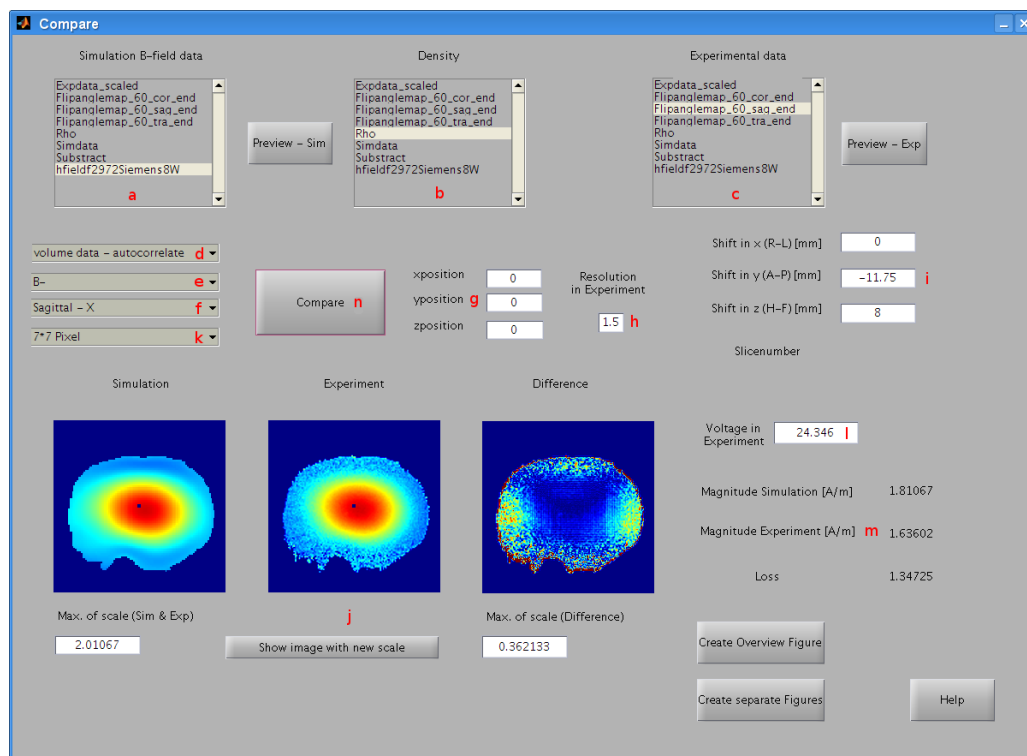 Compare
Simulation B-field data
Density
Experimental data
Expdata_scaled
Flipanglemap_60_cor_end
Flipanglemap_60_sag_end
Flipanglemap_60_tra_end
Rho
Simdata
Substract
hfieldf2972Siemens8W
a
Preview - Sim
Expdata_scaled
Flipanglemap_60_cor_end
Flipanglemap_60_sag_end
Flipanglemap_60_tra_end
Rho
Simdata
Substract
hfieldf2972Siemens8W
b
Expdata_scaled
Flipanglemap_60_cor_end
Flipanglemap_60_sag_end
Flipanglemap_60_tra_end
Rho
Simdata
Substract
hfieldf2972Siemens8W
c
Preview - Exp
volume data - autocorrelate d
B- e
Sagittal - X f
7*7 Pixel k
Compare n
xposition 0
yposition g 0
zposition 0
Resolution
in Experiment
1.5 h
Shift in x (R-L) [mm] 0
Shift in y (A-P) [mm] -11.75 i
Shift in z (H-F) [mm] 8
Slicenumber
Simulation
Experiment
Difference
Voltage in
Experiment
24.346 l
Magnitude Simulation [A/m] 1.81067
Magnitude Experiment [A/m] m 1.63602
Loss 1.34725
Max. of scale (Sim & Exp)
2.01067
j
Show image with new scale
Max. of scale (Difference)
0.362133
Create Overview Figure
Create separate Figures
Help